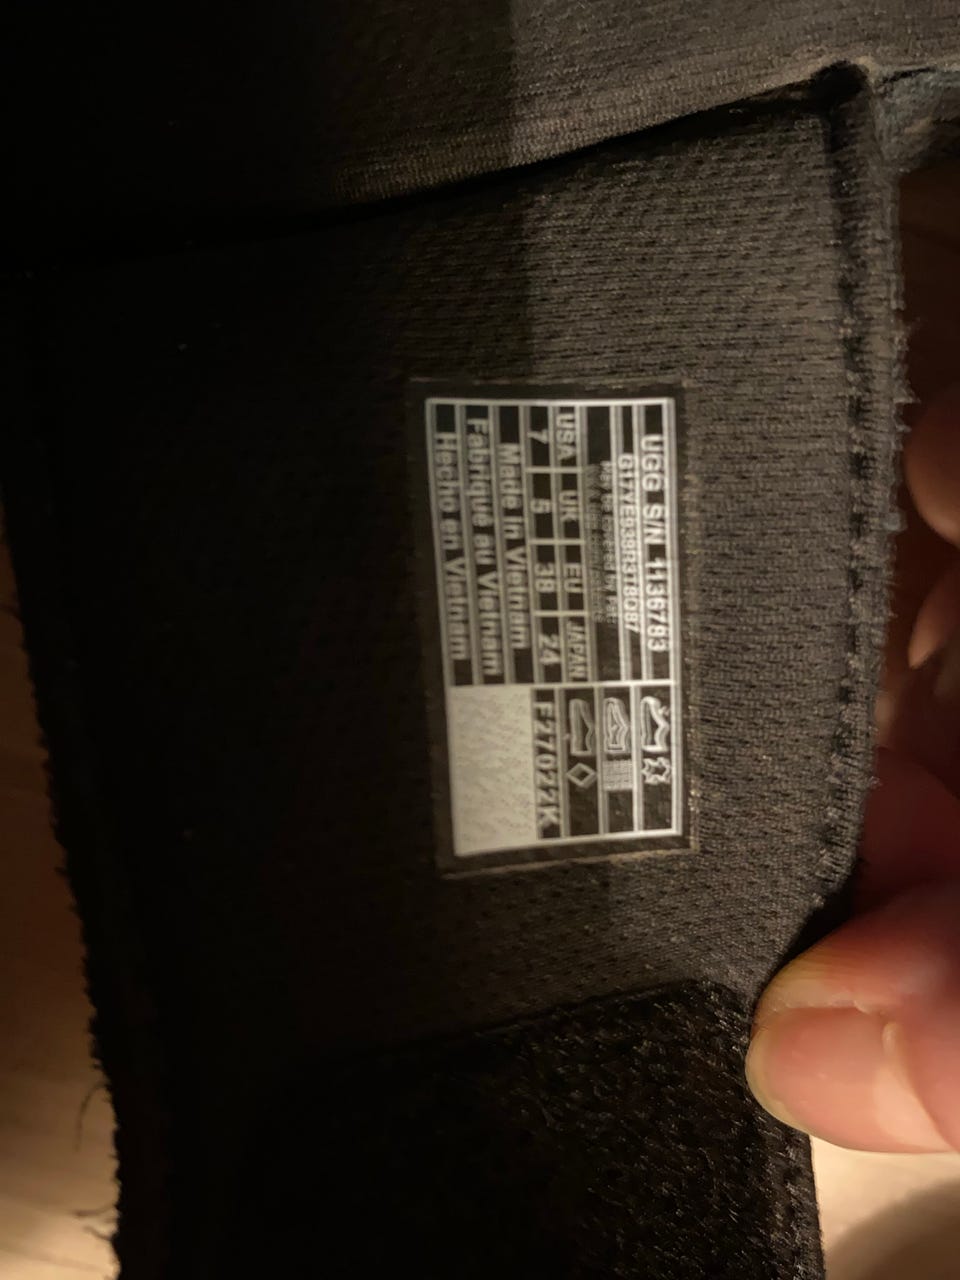 UGG S/N 1136783
USA UK EU JAPAN
7 5 38 24
Made in Vietnam
Fabriqué au Vietnam
Hecho en Vietnam
F27022K